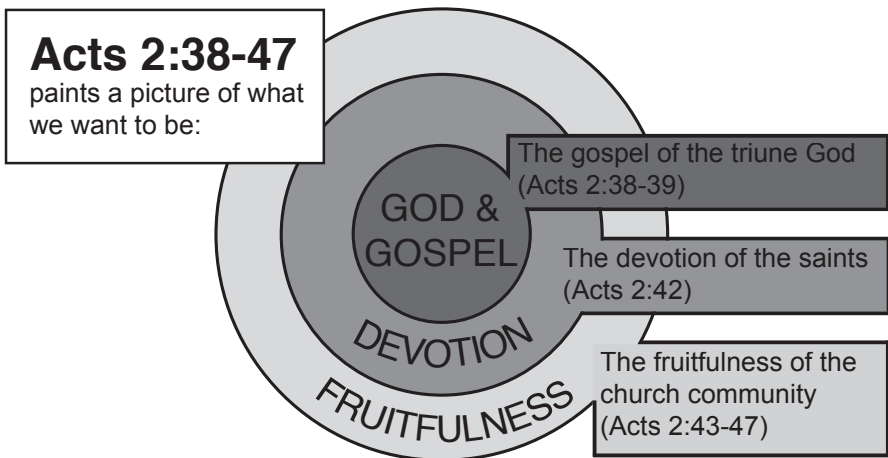 Acts 2:38-47
paints a picture of what
we want to be:
The gospel of the triune God
(Acts 2:38-39)
GOD &
GOSPEL
The devotion of the saints
(Acts 2:42)
DEVOTION
The fruitfulness of the
church community
(Acts 2:43-47)
FRUITFULNESS